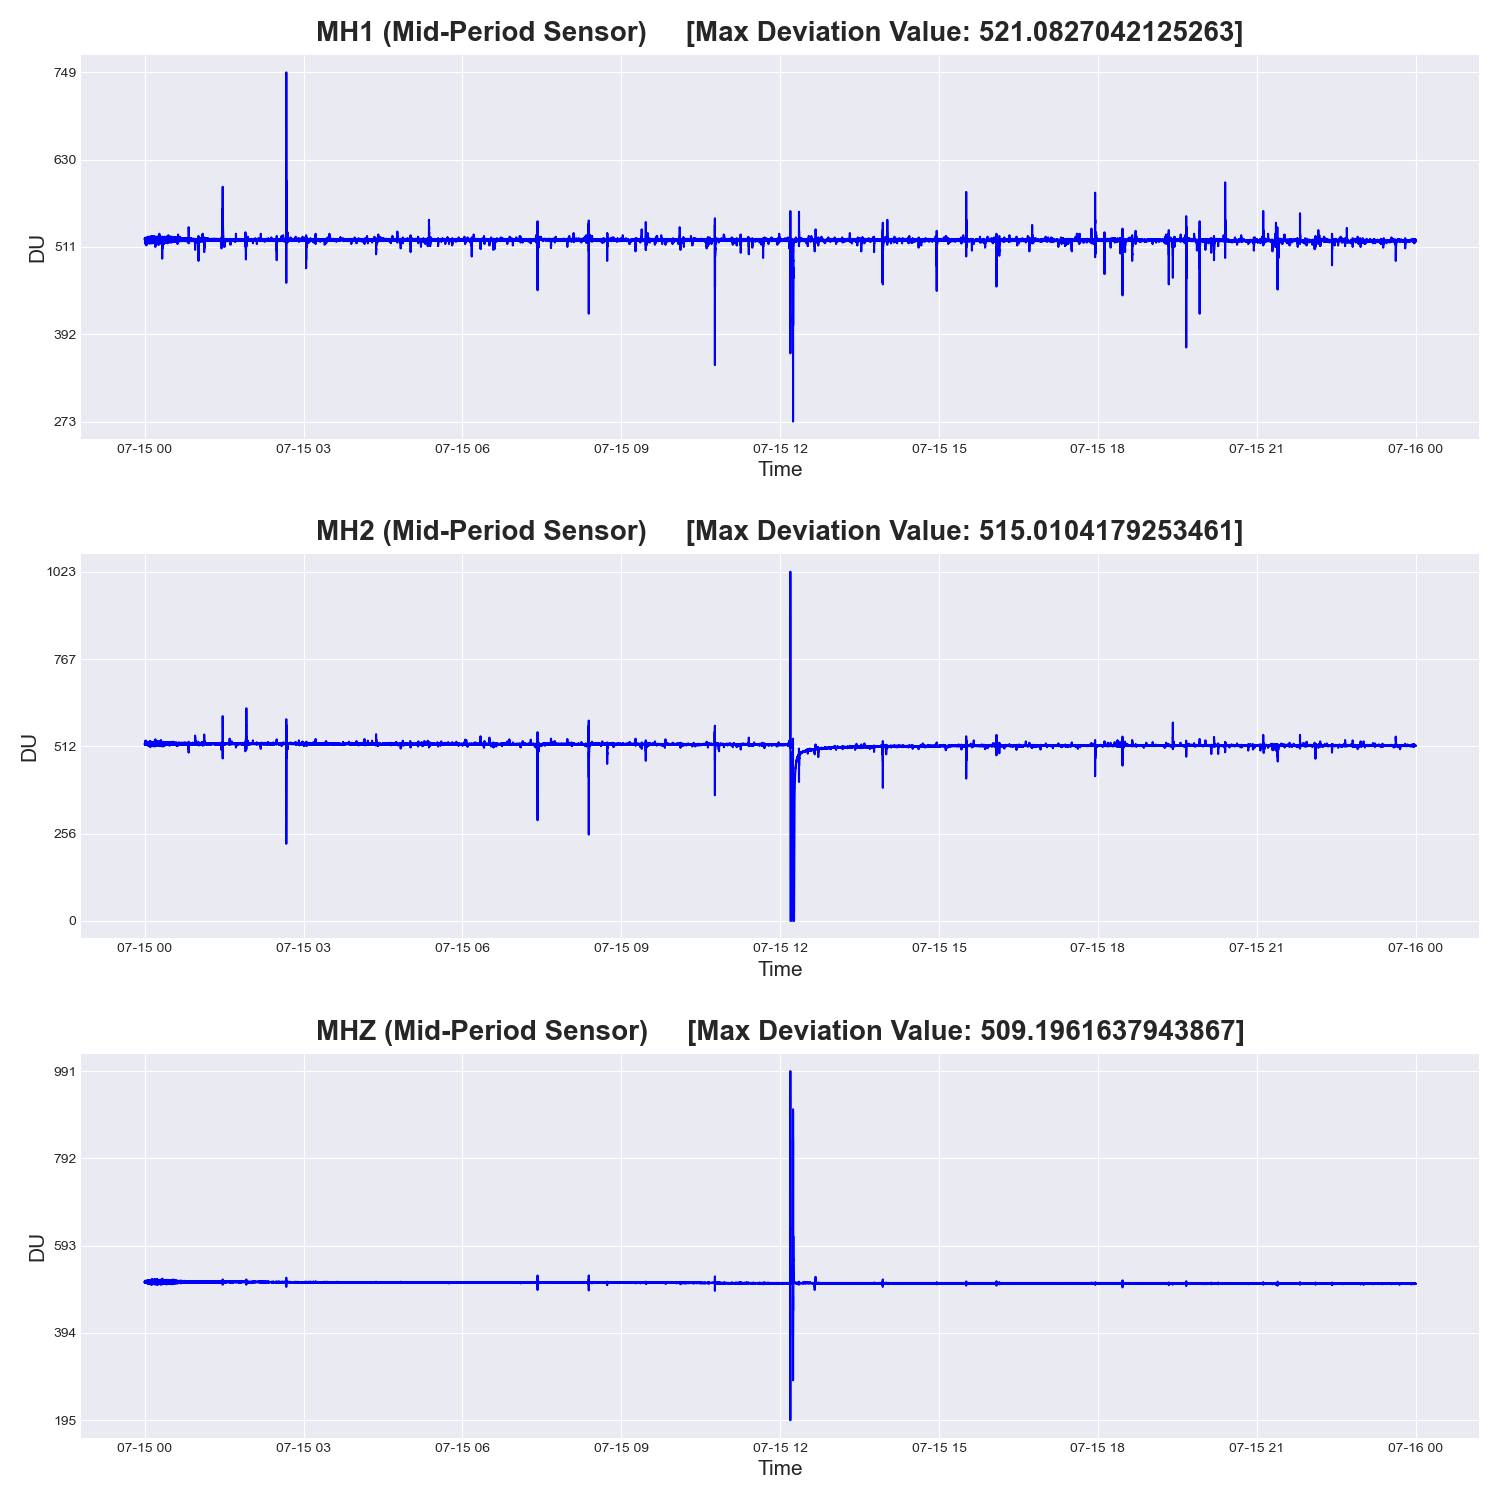 MH1 (Mid-Period Sensor) [Max Deviation Value: 521.0827042125263]
749
630
511
392
273
DU
07-15 00 07-15 03 07-15 06 07-15 09 07-15 12 07-15 15 07-15 18 07-15 21 07-16 00
Time
MH2 (Mid-Period Sensor) [Max Deviation Value: 515.0104179253461]
1023
767
512
256
0
DU
07-15 00 07-15 03 07-15 06 07-15 09 07-15 12 07-15 15 07-15 18 07-15 21 07-16 00
Time
MHZ (Mid-Period Sensor) [Max Deviation Value: 509.1961637943867]
991
792
593
394
195
DU
07-15 00 07-15 03 07-15 06 07-15 09 07-15 12 07-15 15 07-15 18 07-15 21 07-16 00
Time